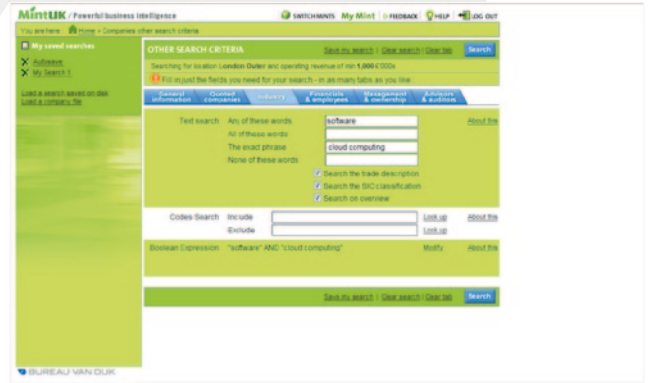 MintUK / Powerful business intelligence
SWITCH MINTS My Mint FEEDBACK HELP LOG OUT
You are here: Home > Companies other search criteria
My saved searches
X Autosave
X My Search 1
Load a search saved on disk
Load a company file
OTHER SEARCH CRITERIA Save my search | Clear search | Clear tab Search
Searching for location London Outer and operating revenue of min 1,000 £'000s
Fill in just the fields you need for your search - in as many tabs as you like
General information Quoted companies Industry Financials & employees Management & ownership Advisors & auditors
Text search Any of these words software About this
All of these words
The exact phrase cloud computing
None of these words
Search the trade description
Search the SIC classification
Search on overview
Codes Search Include Look up About this
Exclude Look up
Boolean Expression "software" AND "cloud computing" Modify About this
Save my search | Clear search | Clear tab Search
BUREAU VAN DIJK